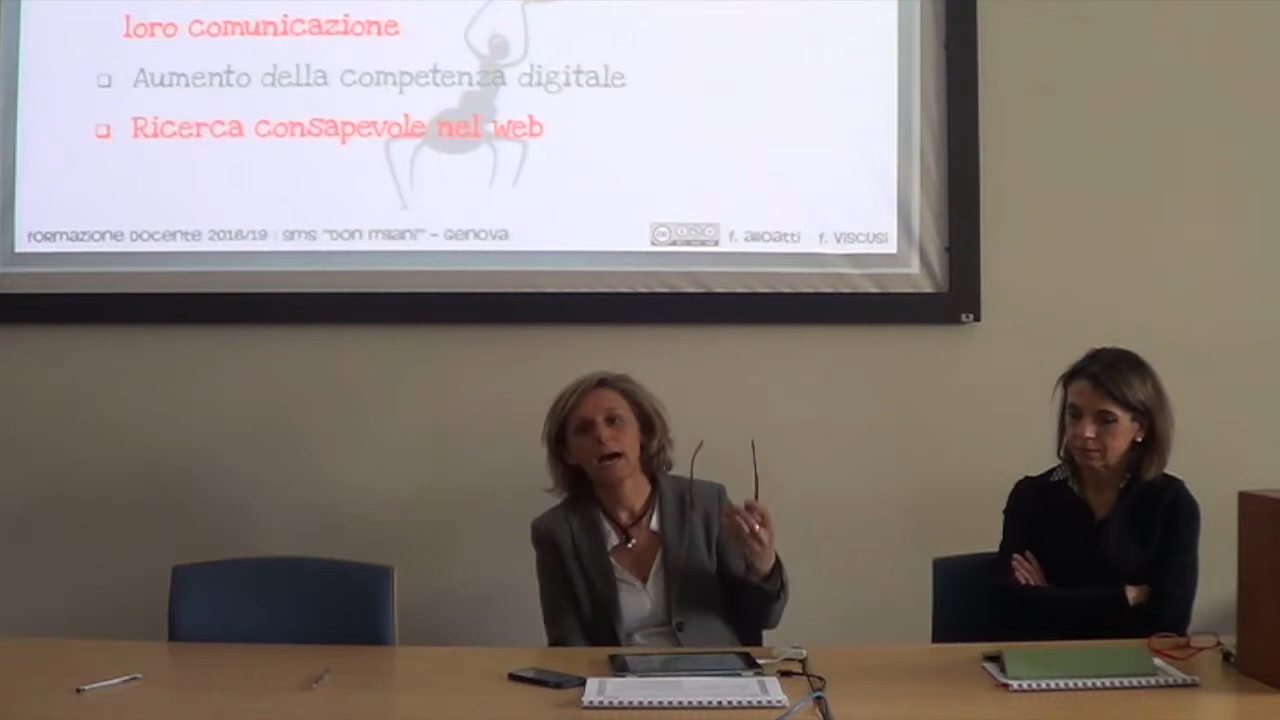 loro comunicazione
❑ Aumento della competenza digitale
❑ Ricerca consapevole nel web
Formazione Docente 2016/19 | SMS "Don Milani" - Genova
f. alloatti - f. Viscusi